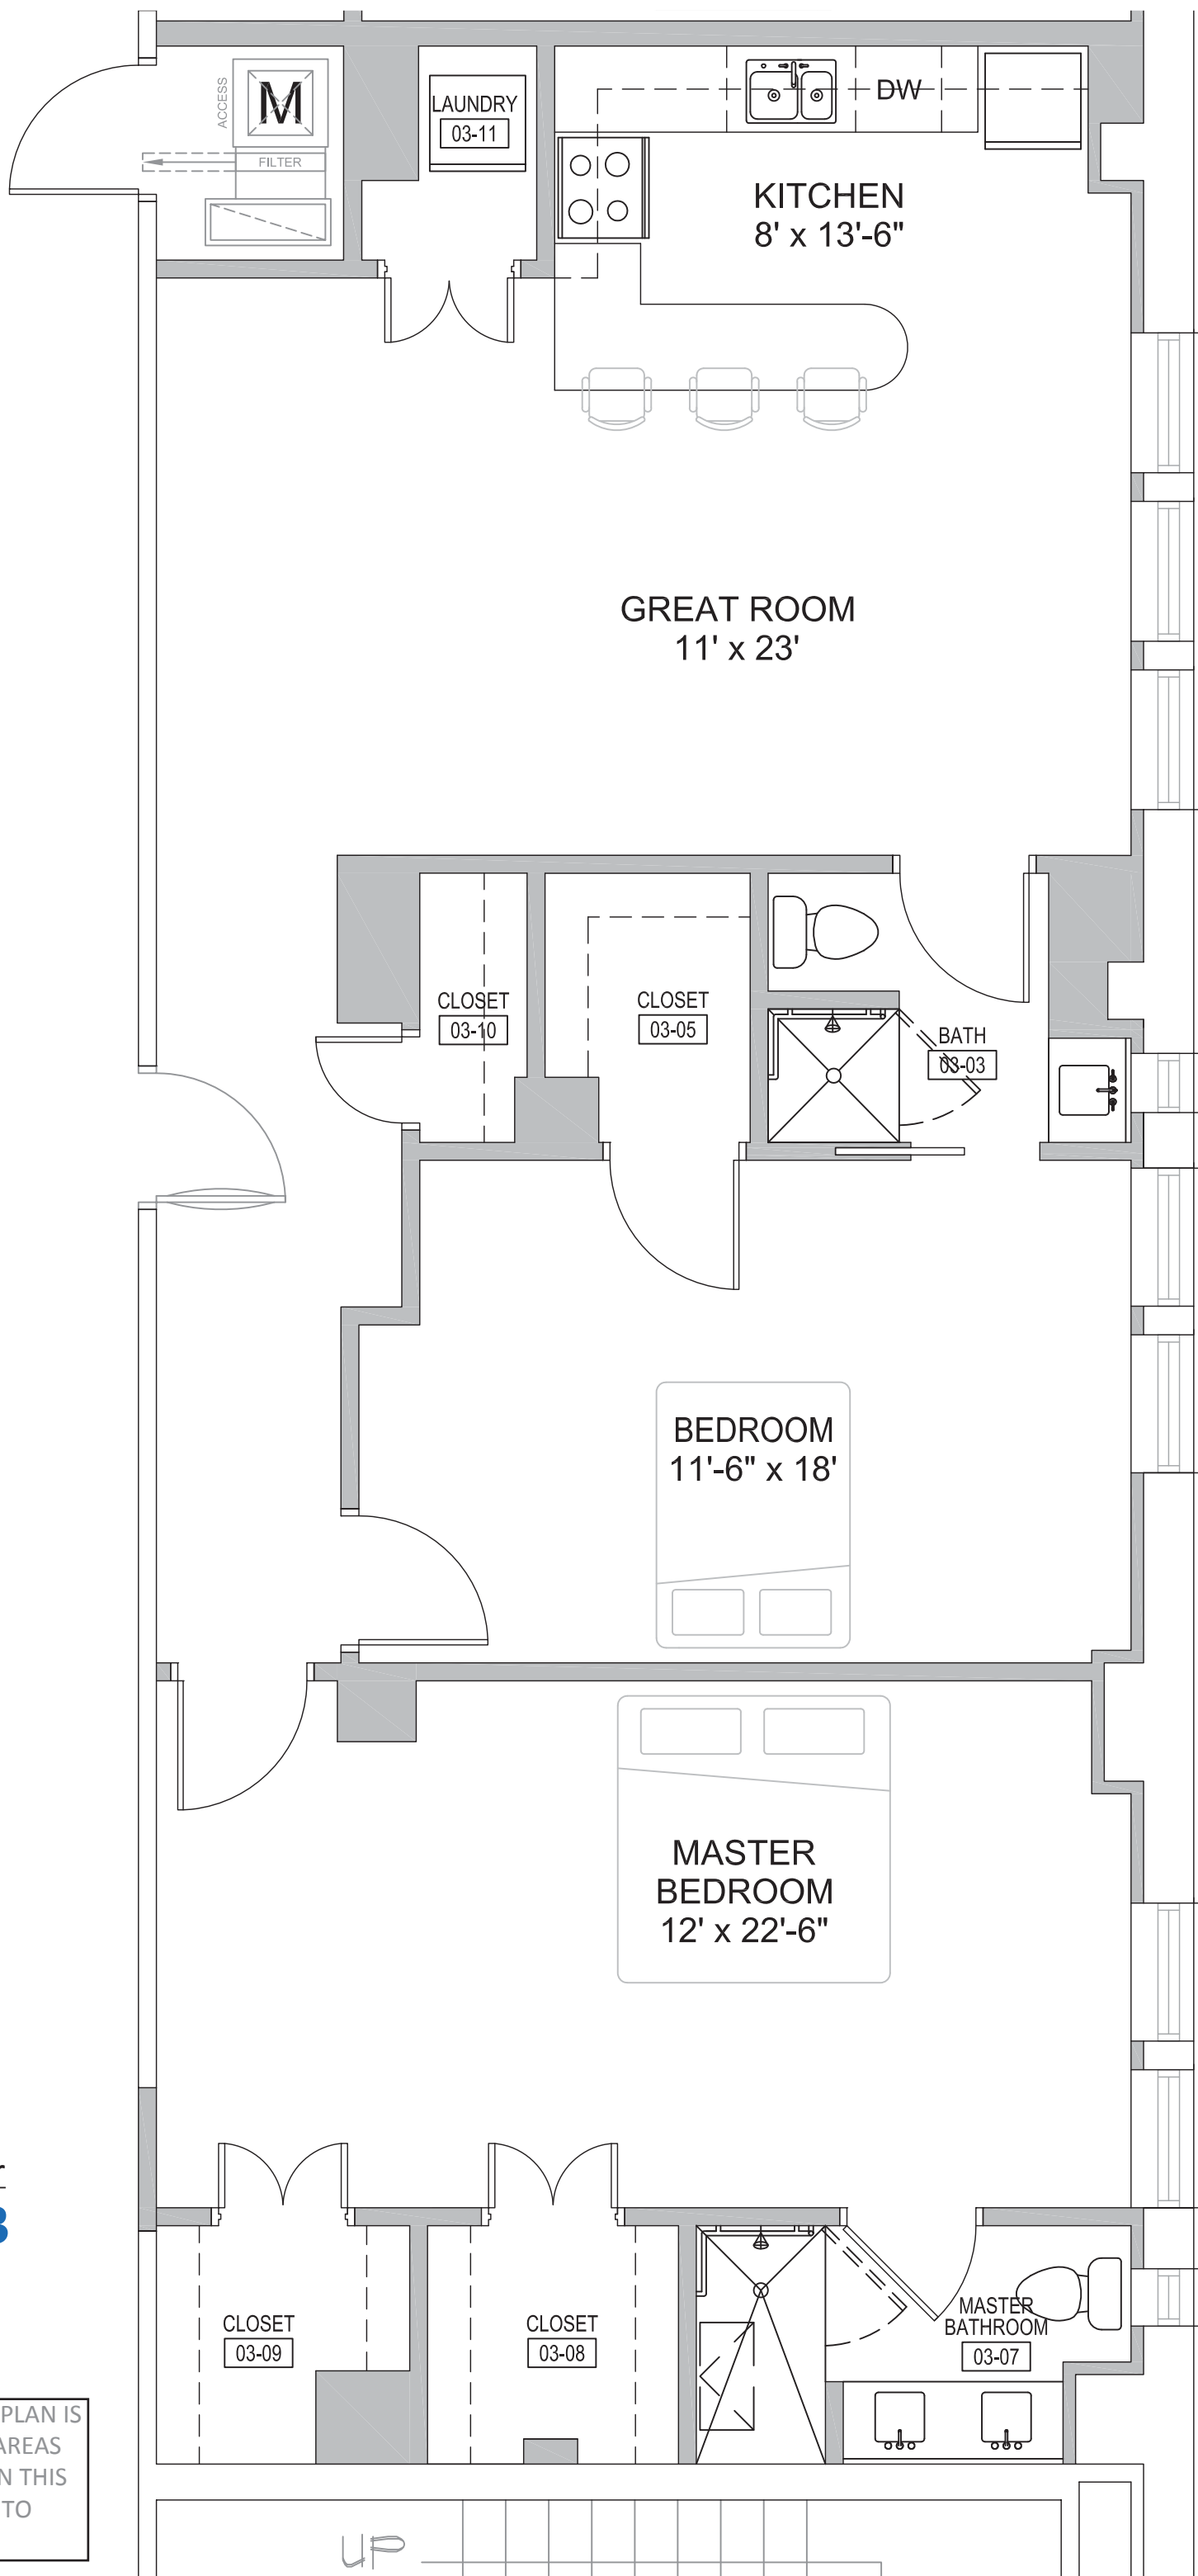 ACCESS
M
FILTER
LAUNDRY
03-11
DW
KITCHEN
8' x 13'-6"
GREAT ROOM
11' x 23'
CLOSET
03-10
CLOSET
03-05
BATH
03-03
BEDROOM
11'-6" x 18'
MASTER
BEDROOM
12' x 22'-6"
CLOSET
03-09
CLOSET
03-08
MASTER
BATHROOM
03-07
PLAN IS
AREAS
THIS
TO
UP